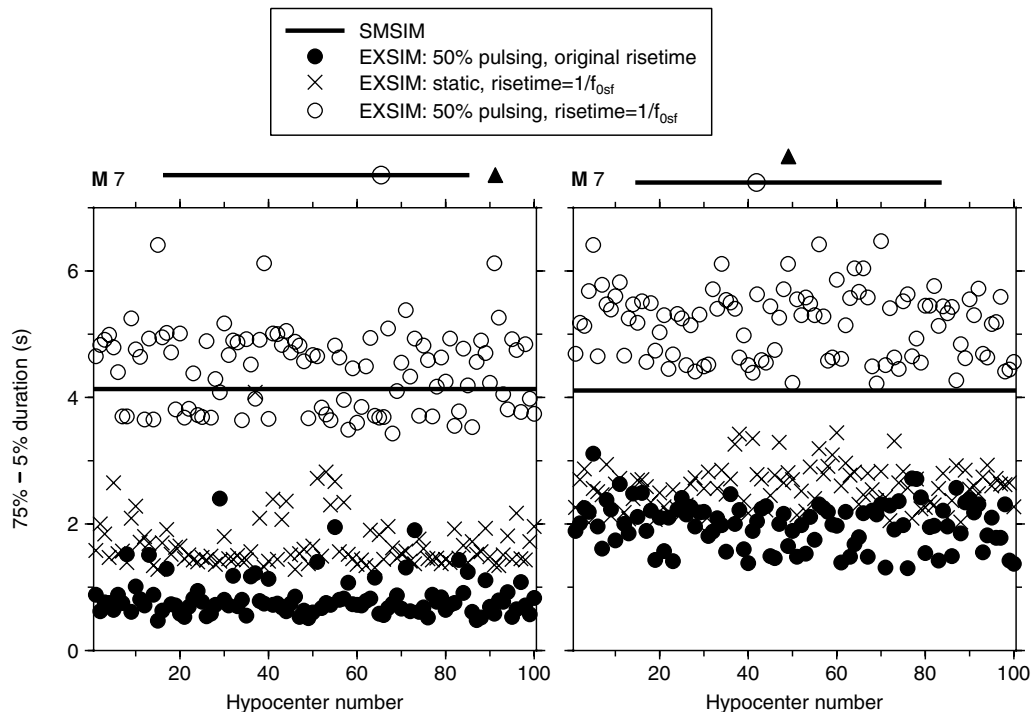 SMSIM
EXSIM: 50% pulsing, original risetime
EXSIM: static, risetime=1/f0sf
EXSIM: 50% pulsing, risetime=1/f0sf
M 7
M 7
75% – 5% duration (s)
6
4
2
0
20 40 60 80 100
20 40 60 80 100
Hypocenter number
Hypocenter number